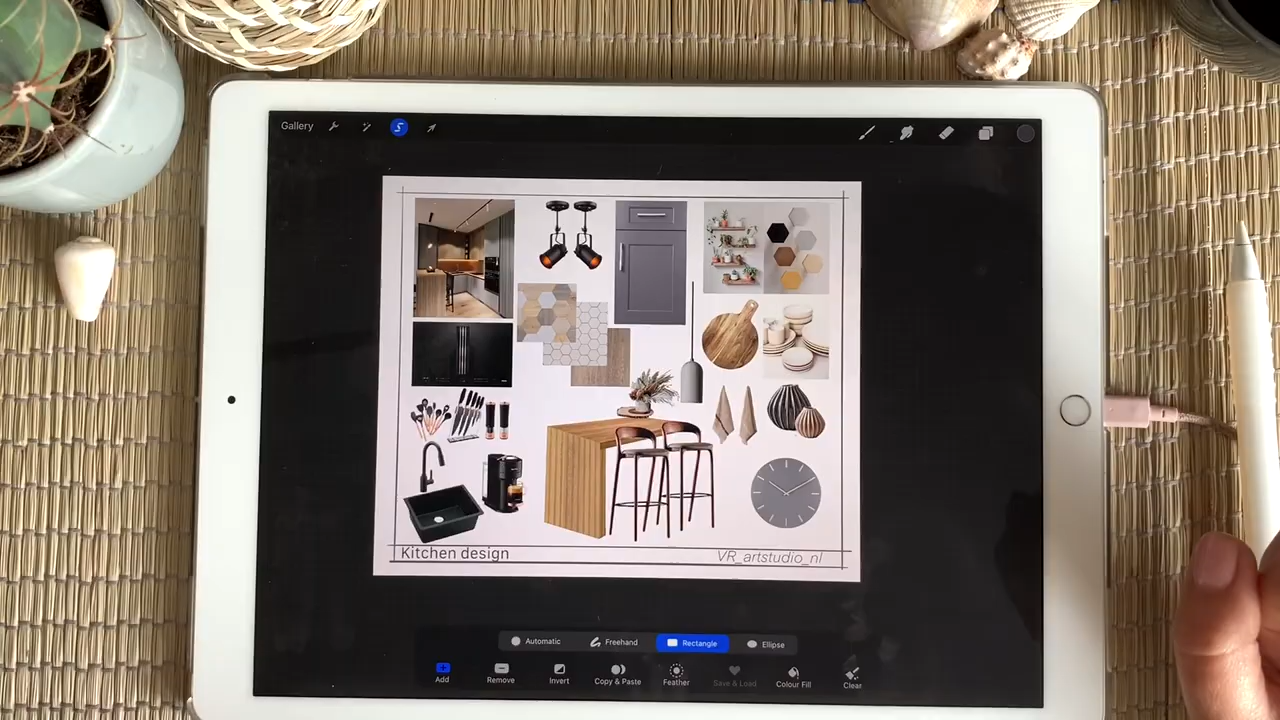 Gallery
Kitchen design
VR_artstudio_nl
Automatic
Freehand
Rectangle
Ellipse
Add
Remove
Invert
Copy & Paste
Feather
Save & Load
Colour Fill
Clear